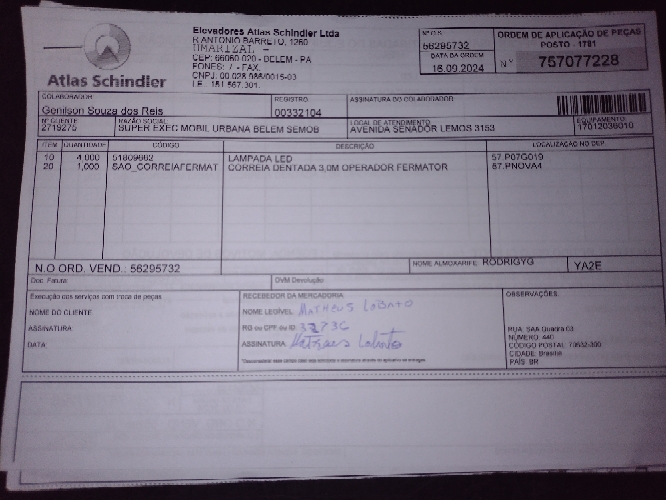 Elevadores Atlas Schindler Ltda
R ANTONIO BARRETO, 1260
UMARIZAL -
CEP: 66060 020 - BELEM - PA
FONES: / - FAX.
CNPJ: 00 028 986/0015-03
I.E.: 151 567.301.
Atlas Schindler
Nº O.S.
56295732
DATA DA ORDEM
16.09.2024
ORDEM DE APLICAÇÃO DE PEÇAS
POSTO - 1781
Nº 757077228
COLABORADOR
Genilson Souza dos Reis
REGISTRO
00332104
ASSINATURA DO COLABORADOR
Nº CLIENTE
2719275
RAZÃO SOCIAL
SUPER EXEC MOBIL URBANA BELEM SEMOB
LOCAL DE ATENDIMENTO
AVENIDA SENADOR LEMOS 3153
EQUIPAMENTO
17012036010
ITEM QUANTIDADE CÓDIGO DESCRIÇÃO LOCALIZAÇÃO NO DEP.
10 4,000 51809662 LAMPADA LED 57.P07G019
20 1,000 SAO_CORREIAFERMAT CORREIA DENTADA 3,0M OPERADOR FERMATOR 87.PNOVA4
N.O ORD. VEND.. 56295732
NOME ALMOXARIFE RODRIGYG YA2E
Doc. Fatura:
OVM Devolução:
Execução dos serviços com troca de peças
NOME DO CLIENTE
ASSINATURA
DATA:
RECEBEDOR DA MERCADORIA:
NOME LEGÍVEL: MATHEUS LOBATO
RG ou CPF ou ID: 32736
ASSINATURA: Matheus Lobato
OBSERVAÇÕES:
RUA: SAA Quadra 03
NÚMERO: 440
CÓDIGO POSTAL: 70632-300
CIDADE: Brasília
PAÍS: BR